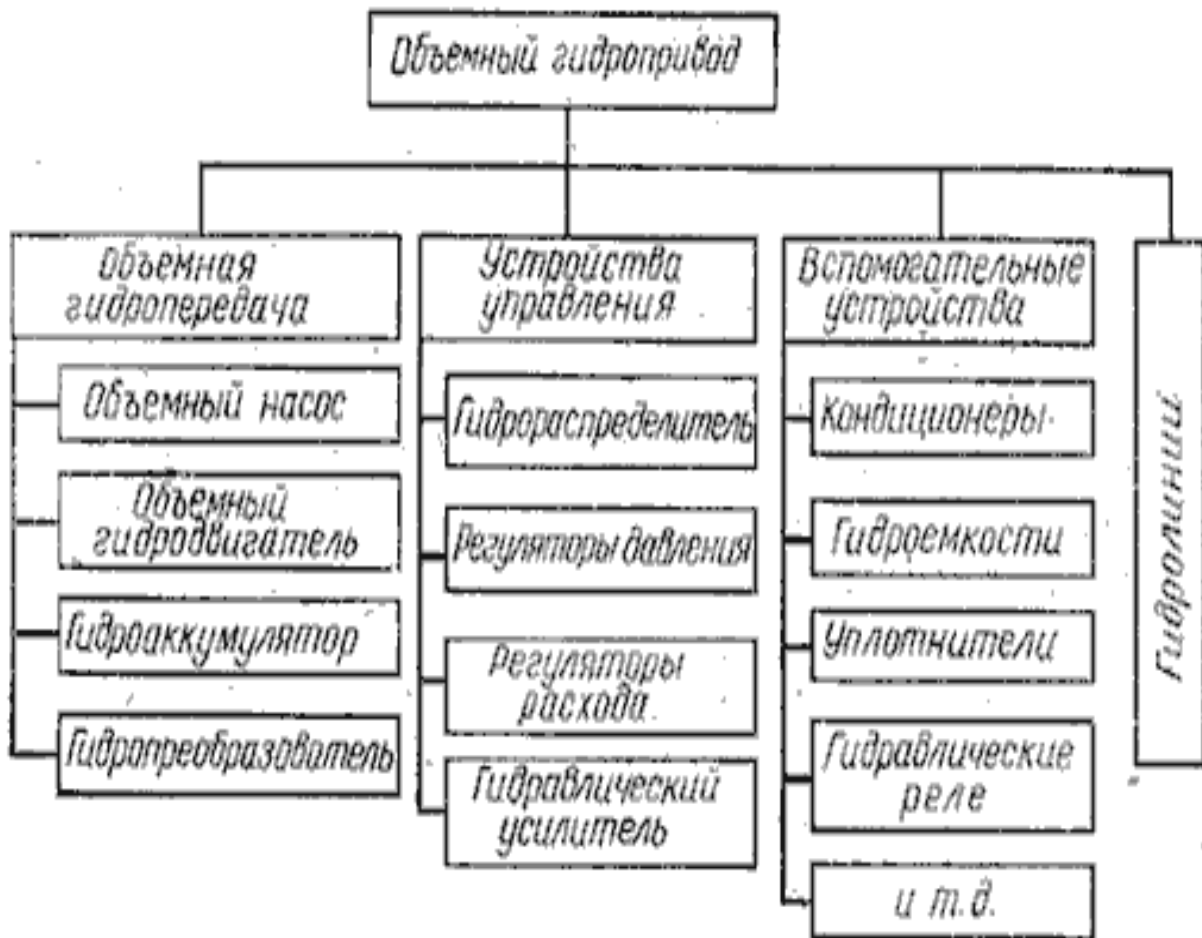 Объемный гидропривод
Объемная
гидропередача
Объемный насос
Объемный
гидродвигатель
Гидроаккумулятор
Гидропреобразователь
Устройства
управления
Гидрораспределитель
Регуляторы давления
Регуляторы
расхода
Гидравлический
усилитель
Вспомогательные
устройства
Кондиционеры
Гидроемкости
Уплотнители
Гидравлические
реле
и т.д.
Гидролиний